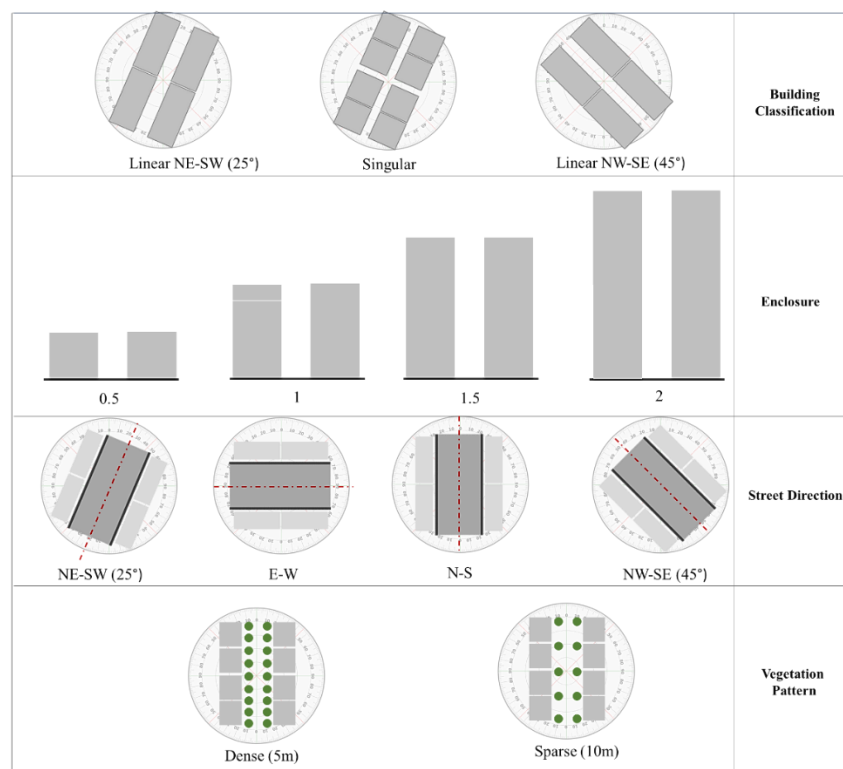 Linear NE-SW (25°)
Singular
Linear NW-SE (45°)
Building
Classification
0.5
1
1.5
2
Enclosure
NE-SW (25°)
E-W
N-S
NW-SE (45°)
Street Direction
Dense (5m)
Sparse (10m)
Vegetation
Pattern